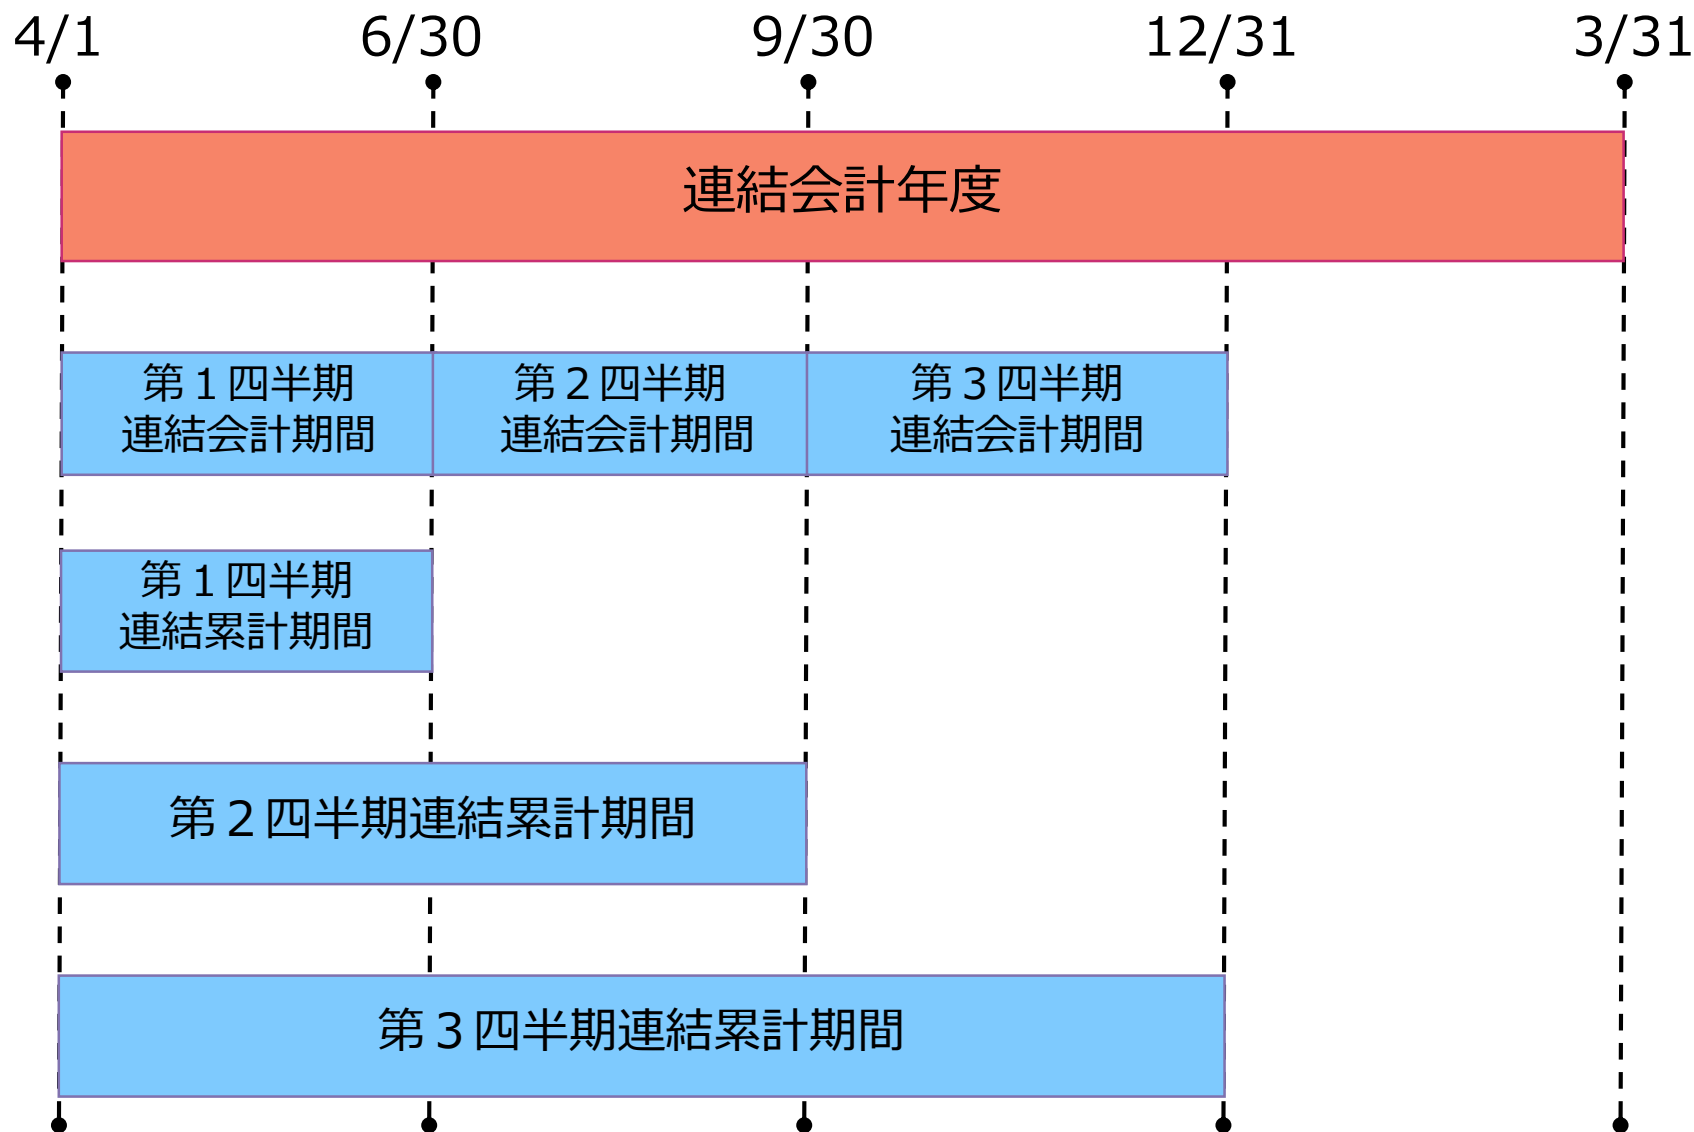 4/1
6/30
9/30
12/31
3/31
連結会計年度
第１四半期
連結会計期間
第２四半期
連結会計期間
第３四半期
連結会計期間
第１四半期
連結累計期間
第２四半期連結累計期間
第３四半期連結累計期間